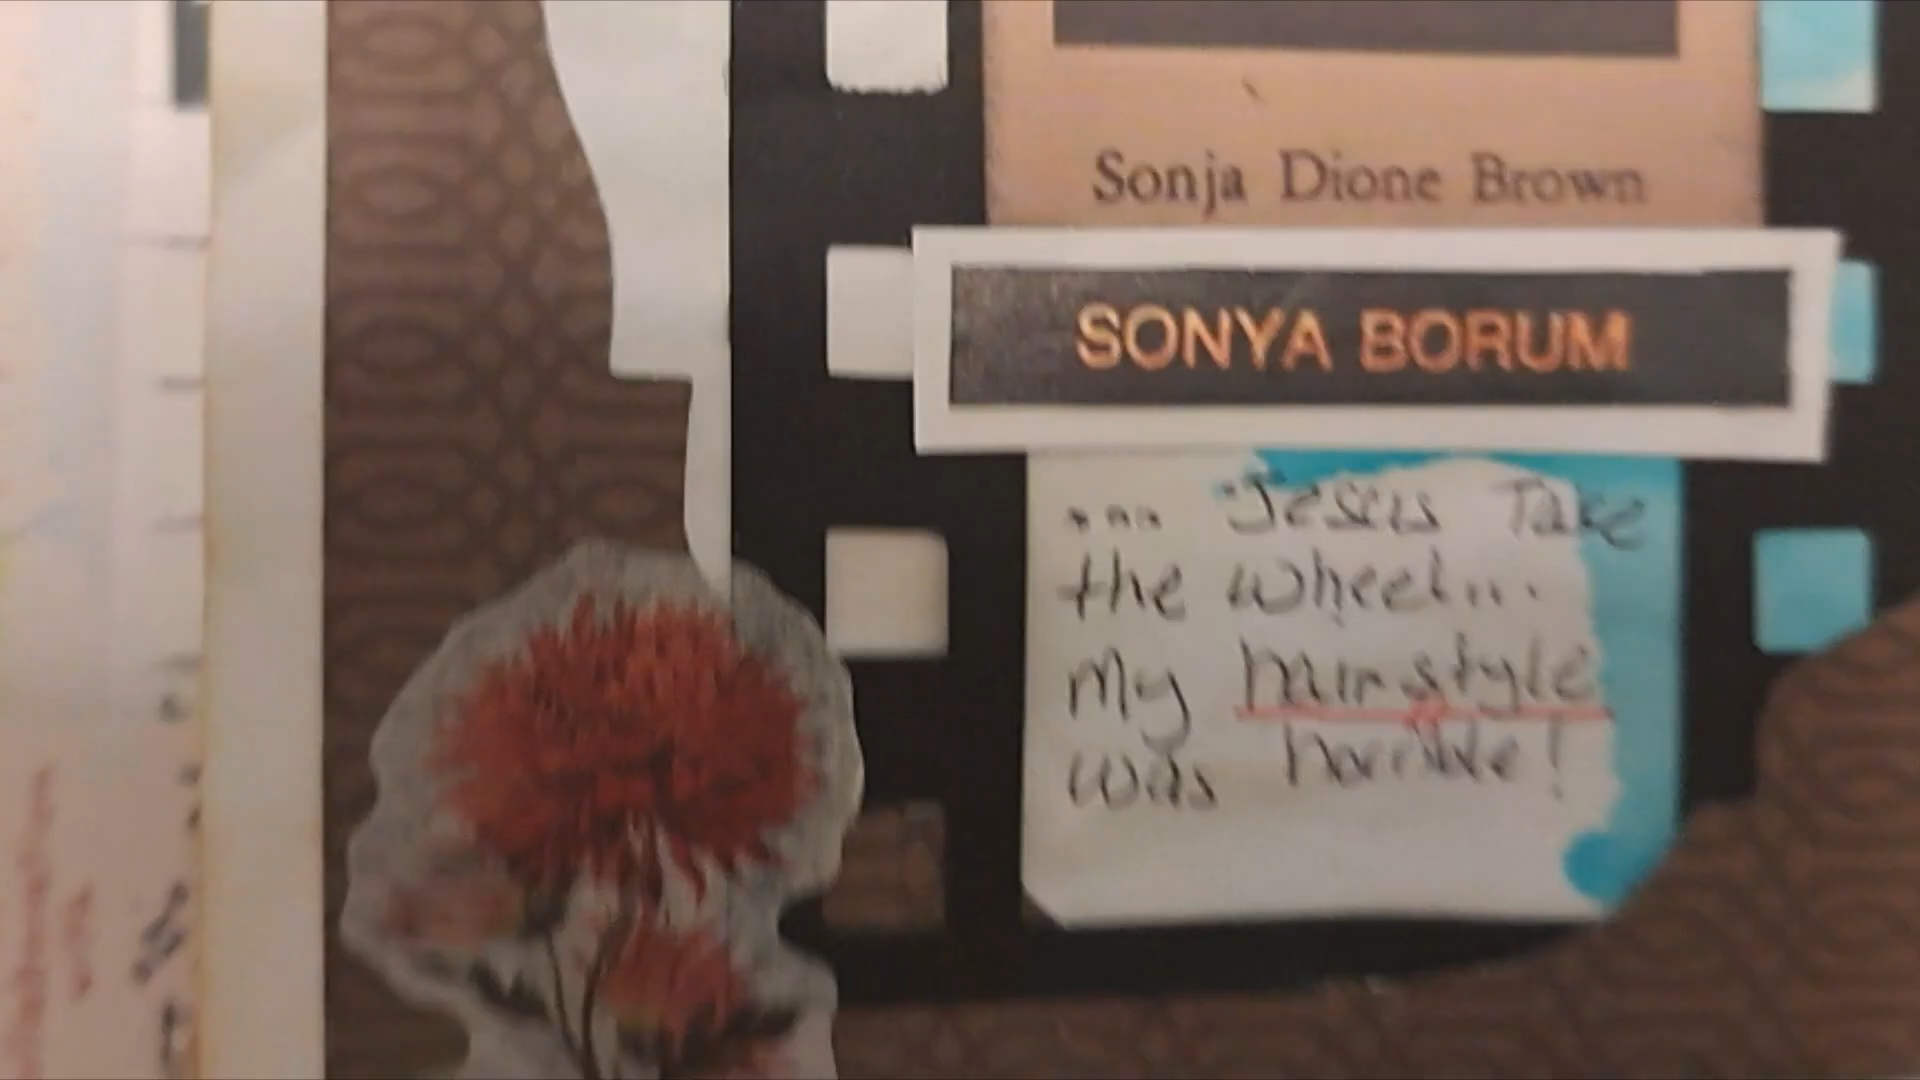 Sonja Dione Brown
SONYA BORUM
... Jesus Take
the wheel...
my hairstyle
was horrible!